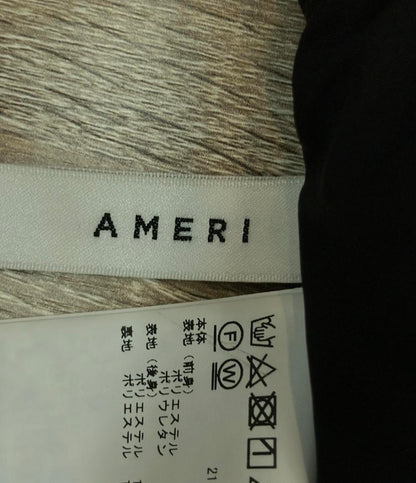 AMERI
F W
本体
表地(前身) ポリエステル
ポリウレタン
表地(後身) ポリエステル
裏地 ポリエステル
21